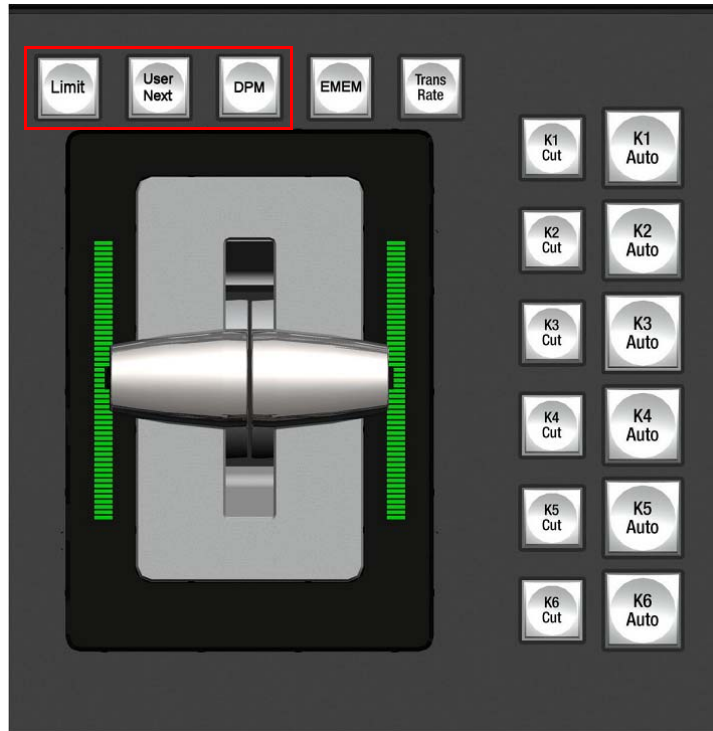 Limit
User
Next
DPM
EMEM
Trans
Rate
K1
Cut
K1
Auto
K2
Cut
K2
Auto
K3
Cut
K3
Auto
K4
Cut
K4
Auto
K5
Cut
K5
Auto
K6
Cut
K6
Auto